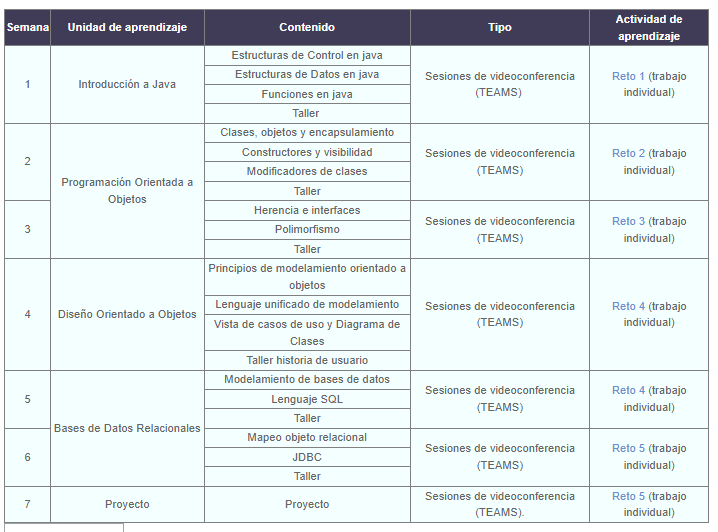 Semana Unidad de aprendizaje Contenido Tipo Actividad de
aprendizaje
1 Introducción a Java
Estructuras de Control en java
Estructuras de Datos en java
Funciones en java
Taller
Sesiones de videoconferencia
(TEAMS)
Reto 1 (trabajo
individual)
2
Programación Orientada a
Objetos
Clases, objetos y encapsulamiento
Constructores y visibilidad
Modificadores de clases
Taller
Sesiones de videoconferencia
(TEAMS)
Reto 2 (trabajo
individual)
3
Herencia e interfaces
Polimorfismo
Taller
Sesiones de videoconferencia
(TEAMS)
Reto 3 (trabajo
individual)
4 Diseño Orientado a Objetos
Principios de modelamiento orientado a
objetos
Lenguaje unificado de modelamiento
Vista de casos de uso y Diagrama de
Clases
Taller historia de usuario
Sesiones de videoconferencia
(TEAMS)
Reto 4 (trabajo
individual)
5
Bases de Datos Relacionales
Modelamiento de bases de datos
Lenguaje SQL
Taller
Sesiones de videoconferencia
(TEAMS)
Reto 4 (trabajo
individual)
6
Mapeo objeto relacional
JDBC
Taller
Sesiones de videoconferencia
(TEAMS)
Reto 5 (trabajo
individual)
7 Proyecto Proyecto
Sesiones de videoconferencia
(TEAMS).
Reto 5 (trabajo
individual)